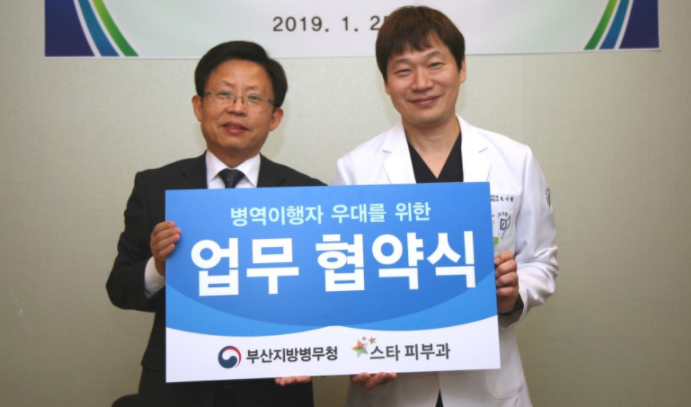 2019. 1. 2
병역이행자 우대를 위한
업무 협약식
부산지방병무청
스타 피부과